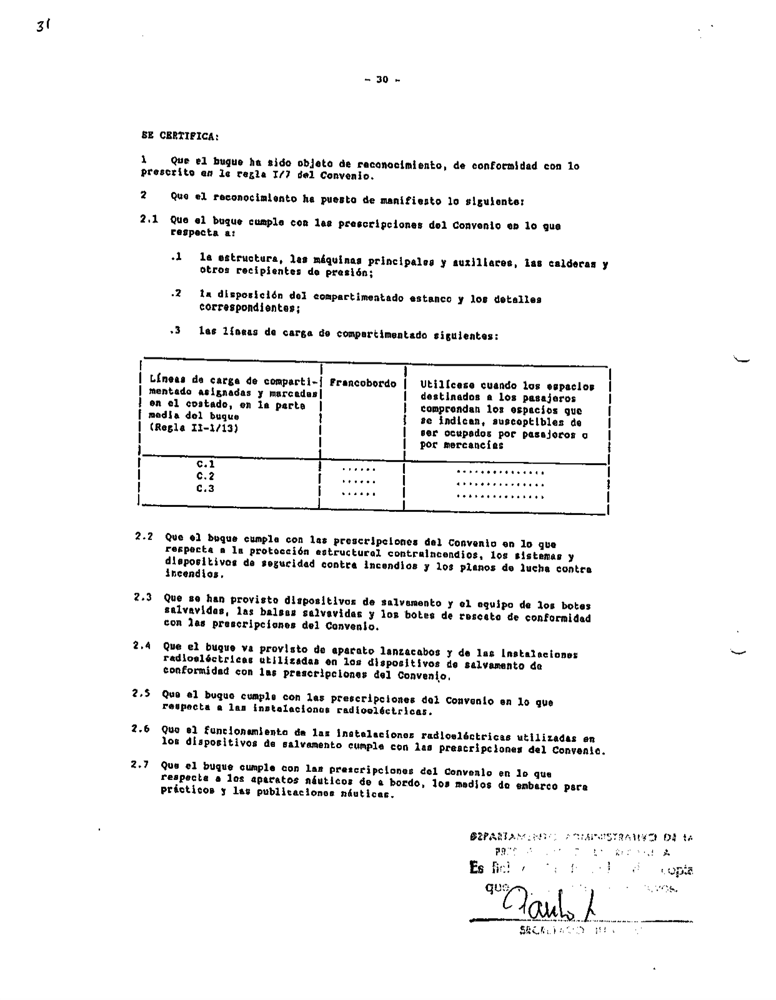 31
- 30 -
SE CERTIFICA:
1 Que el buque ha sido objeto de reconocimiento, de conformidad con lo
prescrito en la regla I/7 del Convenio.
2 Que el reconocimiento ha puesto de manifiesto lo siguiente:
2.1 Que el buque cumple con las prescripciones del Convenio en lo que
respecta a:
.1 la estructura, las máquinas principales y auxiliares, las calderas y
otros recipientes de presión;
.2 la disposición del compartimentado estanco y los detalles
correspondientes;
.3 las líneas de carga de compartimentado siguientes:
Líneas de carga de comparti-
mentado asignadas y marcadas
en el costado, en la parte
media del buque
(Regla II-1/13)
Francobordo
Utilícese cuando los espacios
destinados a los pasajeros
comprendan los espacios que
se indican, susceptibles de
ser ocupados por pasajeros o
por mercancías
C.1 ...... ...............
C.2 ...... ...............
C.3 ...... ...............
2.2 Que el buque cumple con las prescripciones del Convenio en lo que
respecta a la protección estructural contraincendios, los sistemas y
dispositivos de seguridad contra incendios y los planos de lucha contra
incendios.
2.3 Que se han provisto dispositivos de salvamento y el equipo de los botes
salvavidas, las balsas salvavidas y los botes de rescate de conformidad
con las prescripciones del Convenio.
2.4 Que el buque va provisto de aparato lanzacabos y de las instalaciones
radioeléctricas utilizadas en los dispositivos de salvamento de
conformidad con las prescripciones del Convenio.
2.5 Que el buque cumple con las prescripciones del Convenio en lo que
respecta a las instalaciones radioeléctricas.
2.6 Que el funcionamiento de las instalaciones radioeléctricas utilizadas en
los dispositivos de salvamento cumple con las prescripciones del Convenio.
2.7 Que el buque cumple con las prescripciones del Convenio en lo que
respecta a los aparatos náuticos de a bordo, los medios de embarco para
prácticos y las publicaciones náuticas.
DEPARTAMENTO ADMINISTRATIVO DE LA
Es fiel copia
que